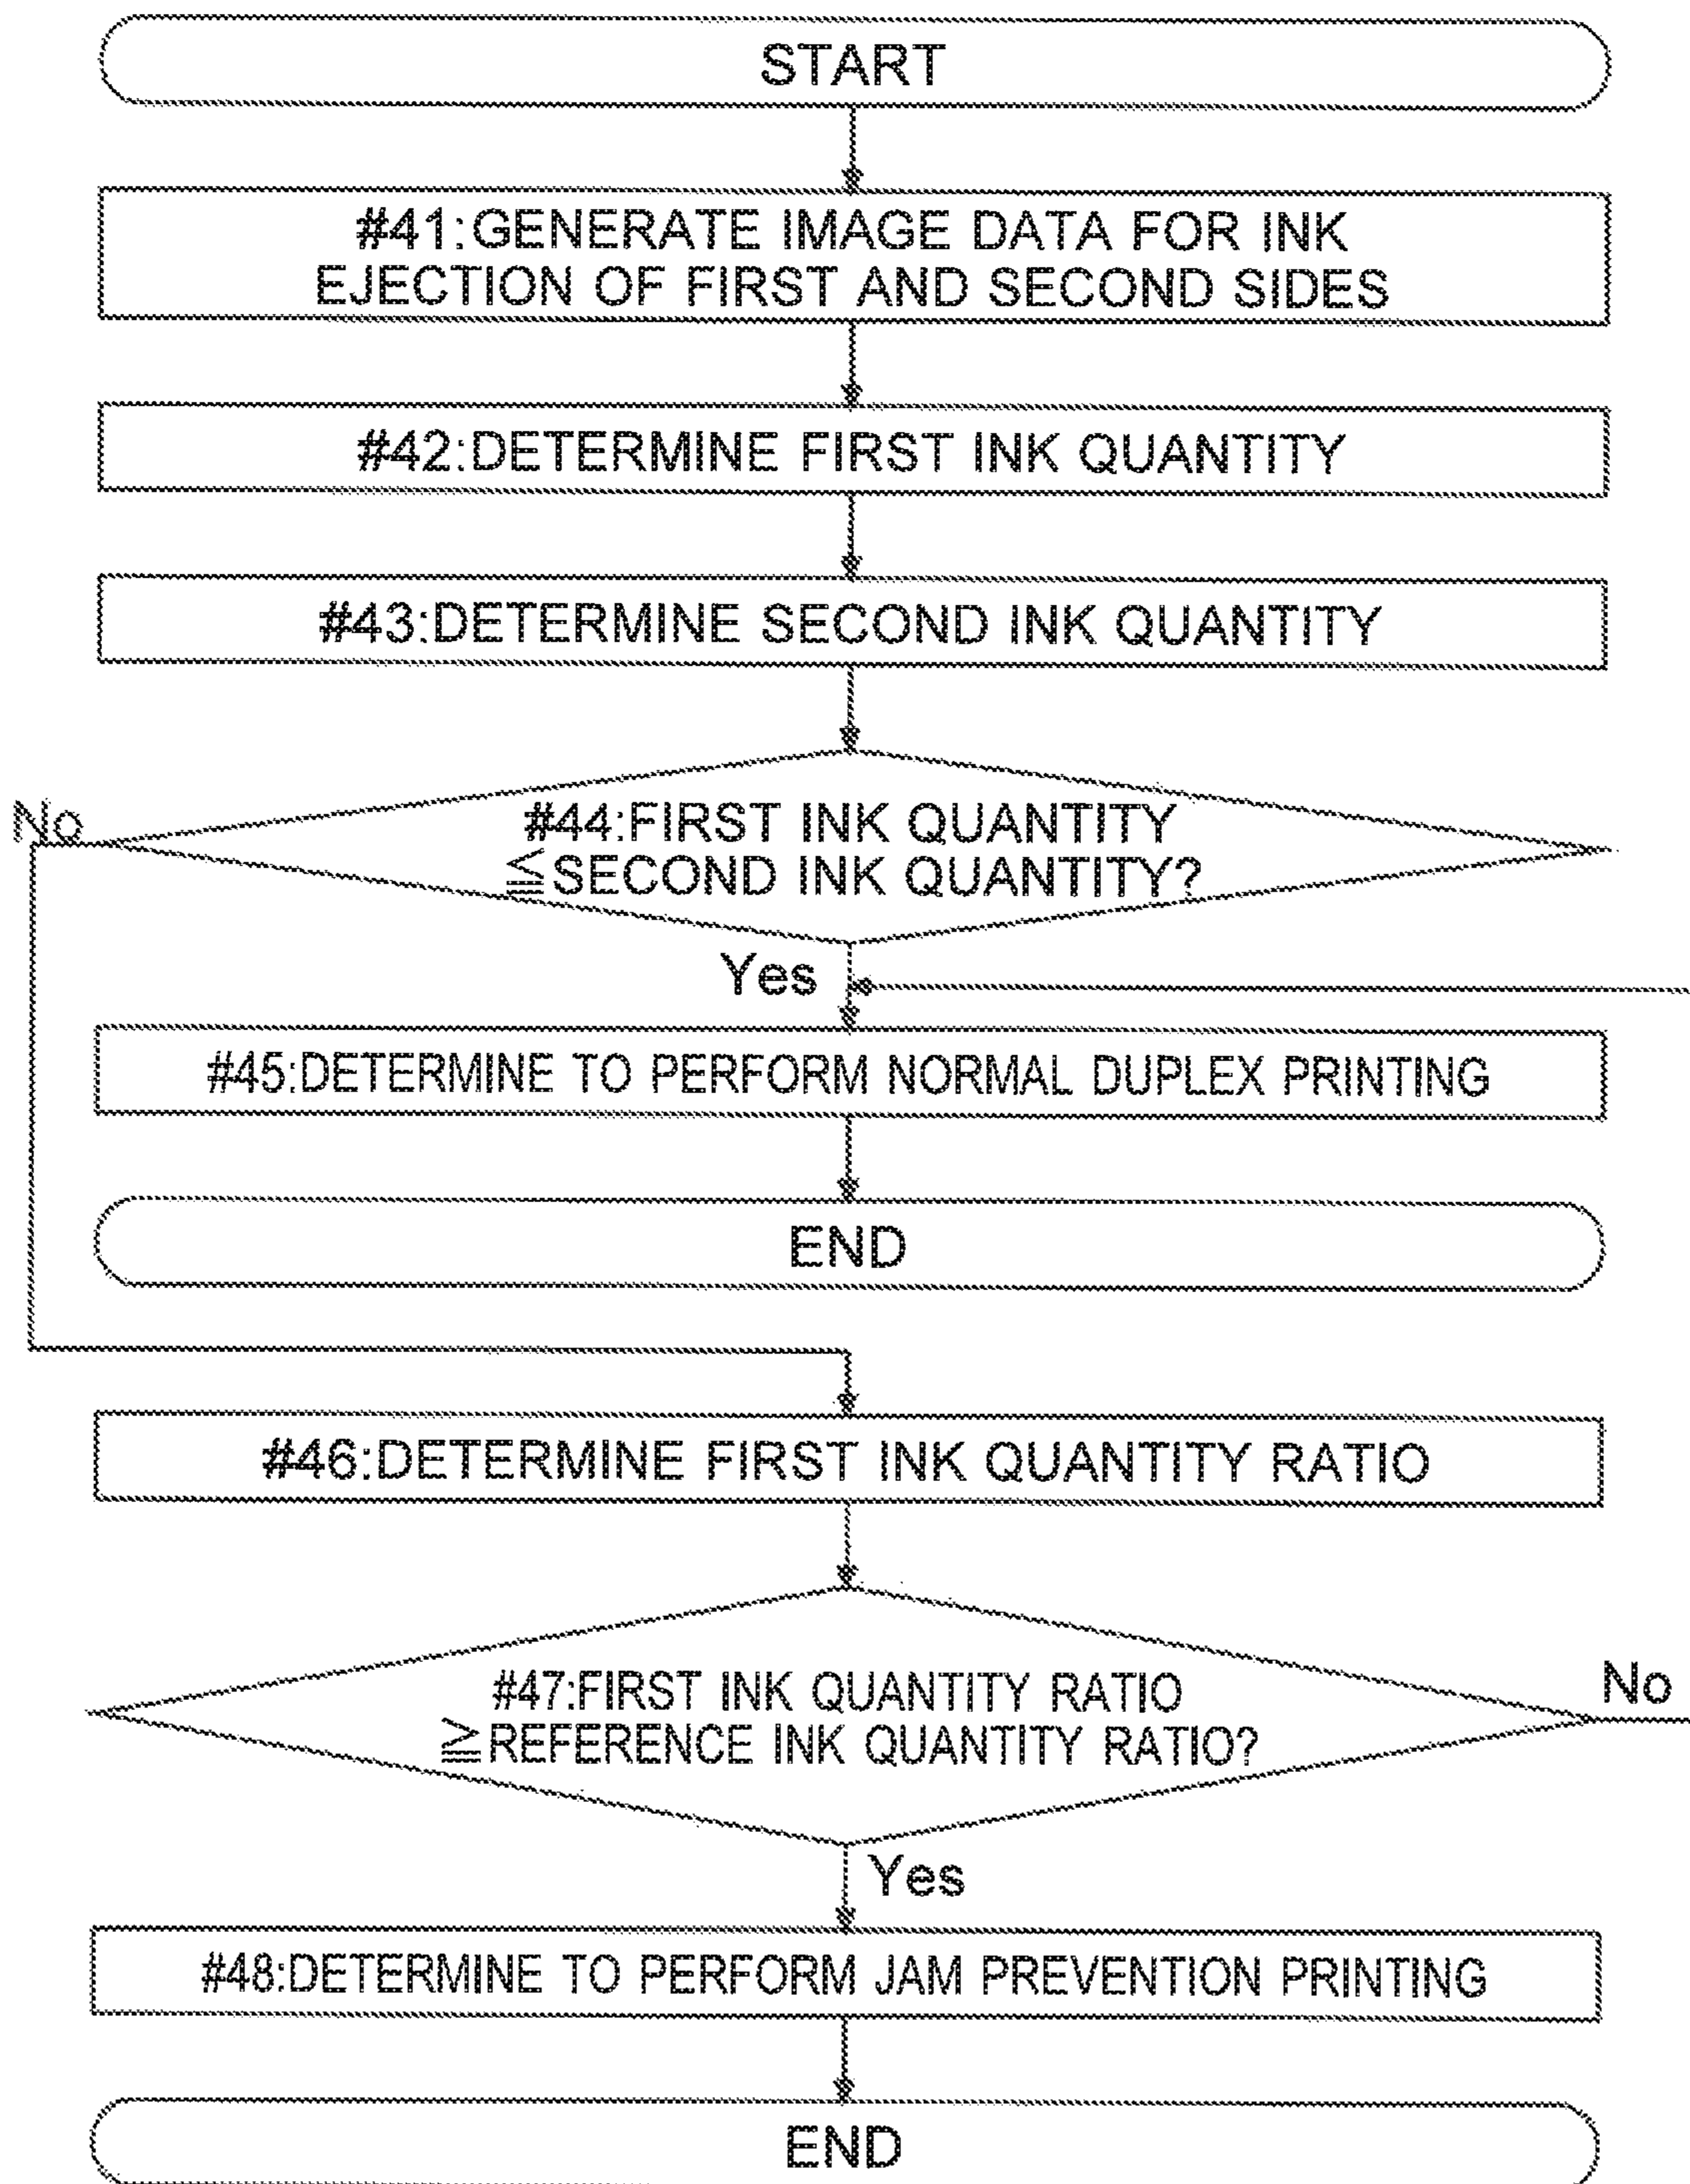 START
#41:GENERATE IMAGE DATA FOR INK
EJECTION OF FIRST AND SECOND SIDES
#42:DETERMINE FIRST INK QUANTITY
#43:DETERMINE SECOND INK QUANTITY
No
#44:FIRST INK QUANTITY
≦SECOND INK QUANTITY?
Yes
#45:DETERMINE TO PERFORM NORMAL DUPLEX PRINTING
END
#46:DETERMINE FIRST INK QUANTITY RATIO
#47:FIRST INK QUANTITY RATIO
≧REFERENCE INK QUANTITY RATIO?
No
Yes
#48:DETERMINE TO PERFORM JAM PREVENTION PRINTING
END